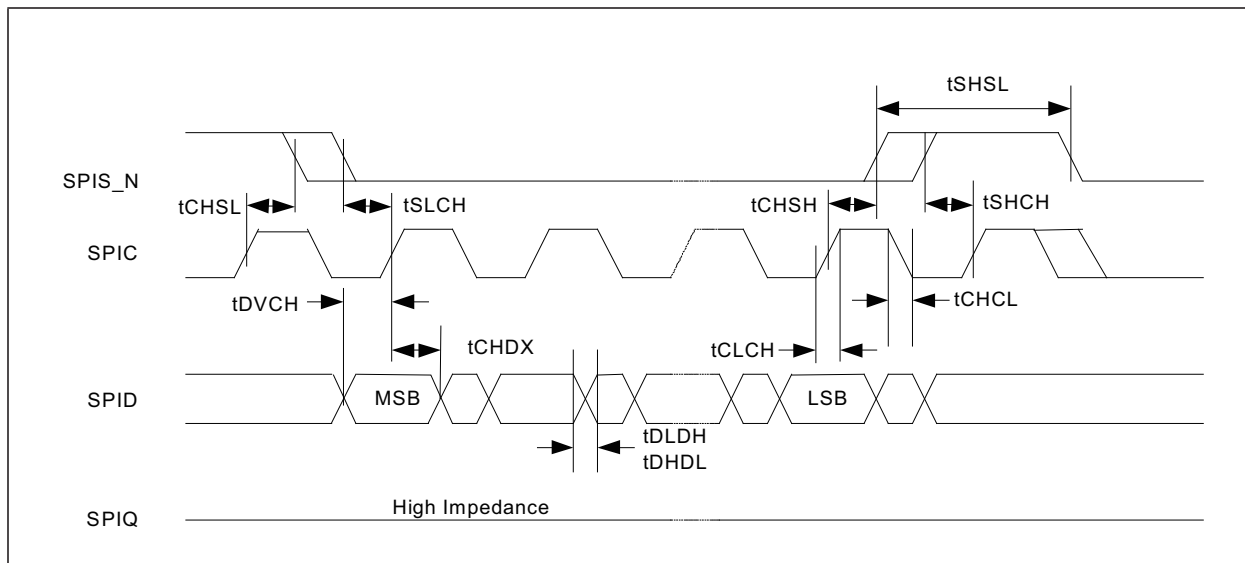 tSHSL
SPIS_N
tCHSL
tSLCH
tCHSH
tSHCH
SPIC
tDVCH
tCHCL
tCHDX
tCLCH
SPID
MSB
LSB
tDLDH
tDHDL
High Impedance
SPIQ